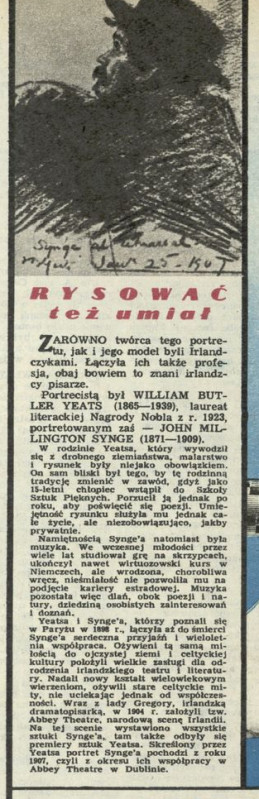 Synge at rehearsal
Jan 25 - 1907
RYSOWAĆ
też umiał
ZARÓWNO twórca tego portre-
tu, jak i jego model byli Irland-
czykami. Łączyła ich także profe-
sja, obaj bowiem to znani irlandz-
cy pisarze.
Portrecistą był WILLIAM BUT-
LER YEATS (1865—1939), laureat
literackiej Nagrody Nobla z r. 1923,
portretowanym zaś — JOHN MIL-
LINGTON SYNGE (1871—1909).
W rodzinie Yeatsa, który wywodził
się z drobnego ziemiaństwa, malarstwo
i rysunek były niejako obowiązkiem.
On sam bliski był tego, by tę rodzinną
tradycję zmienić w zawód, gdyż jako
15-letni chłopiec wstąpił do Szkoły
Sztuk Pięknych. Porzucił ją jednak po
roku, aby poświęcić się poezji. Umie-
jętność rysunku służyła mu jednak ca-
łe życie, ale niezobowiązująco, jakby
prywatnie.
Namiętnością Synge'a natomiast była
muzyka. We wczesnej młodości przez
wiele lat studiował grę na skrzypcach,
ukończył nawet wirtuozowski kurs w
Niemczech, ale wrodzona, chorobliwa
wręcz, nieśmiałość nie pozwoliła mu na
podjęcie kariery estradowej. Muzyka
pozostała więc dlań, obok poezji i na-
tury, dziedziną osobistych zainteresowań
i doznań.
Yeatsa i Synge'a, którzy poznali się
w Paryżu w 1898 r., łączyła aż do śmierci
Synge'a serdeczna przyjaźń i wielolet-
nia współpraca. Ożywieni tą samą mi-
łością do ojczystej ziemi i celtyckiej
kultury położyli wielkie zasługi dla od-
rodzenia irlandzkiego teatru i literatu-
ry. Nadali nowy kształt wielowiekowym
wierzeniom, ożywili stare celtyckie mi-
ty, nie uciekając jednak od współczes-
ności. Wraz z lady Gregory, irlandzką
dramatopisarką, w 1904 r. założyli tzw.
Abbey Theatre, narodową scenę Irlandii.
Na tej scenie wystawiono wszystkie
sztuki Synge'a, tam także odbyły się
premiery sztuk Yeatsa. Skreślony przez
Yeatsa portret Synge'a pochodzi z roku
1907, czyli z okresu ich współpracy w
Abbey Theatre w Dublinie.